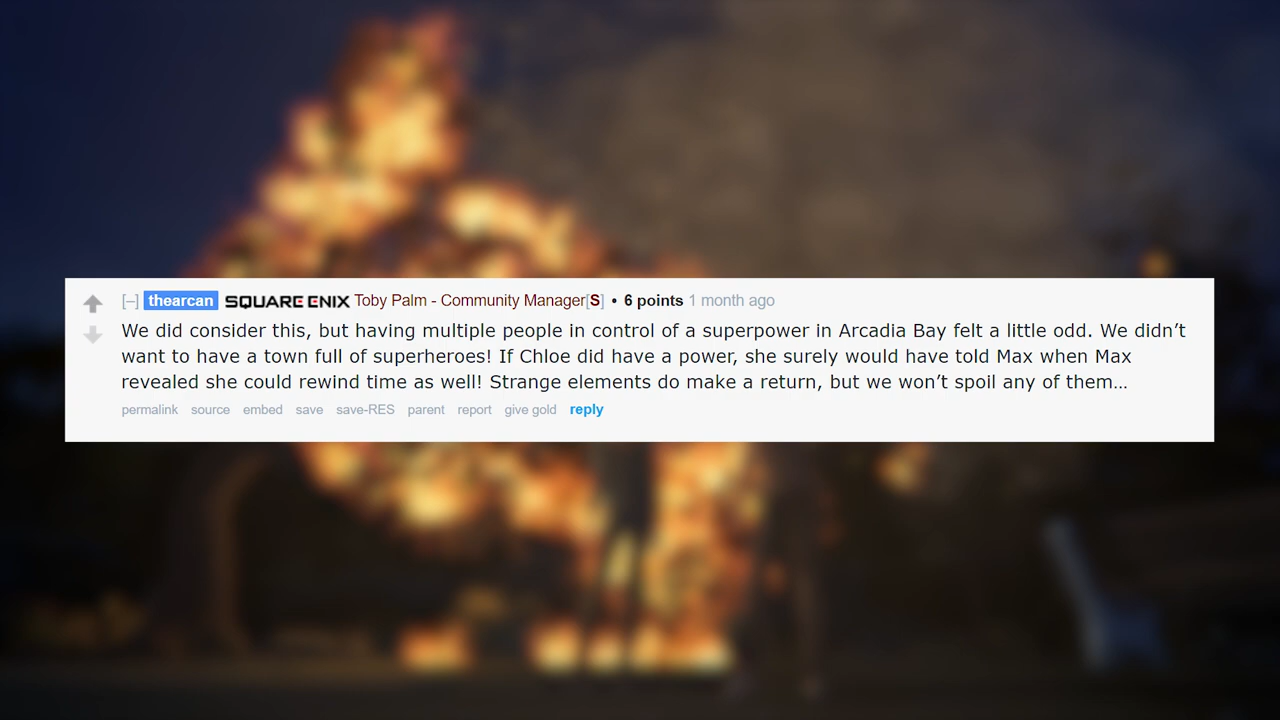 [–] thearcan SQUARE ENIX Toby Palm - Community Manager[S] • 6 points 1 month ago
We did consider this, but having multiple people in control of a superpower in Arcadia Bay felt a little odd. We didn’t
want to have a town full of superheroes! If Chloe did have a power, she surely would have told Max when Max
revealed she could rewind time as well! Strange elements do make a return, but we won’t spoil any of them…
permalink source embed save save-RES parent report give gold reply